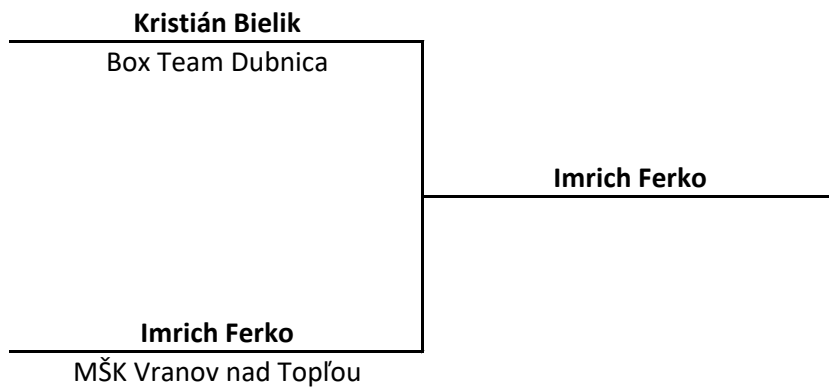 Kristián Bielik
Box Team Dubnica
Imrich Ferko
Imrich Ferko
MŠK Vranov nad Topľou